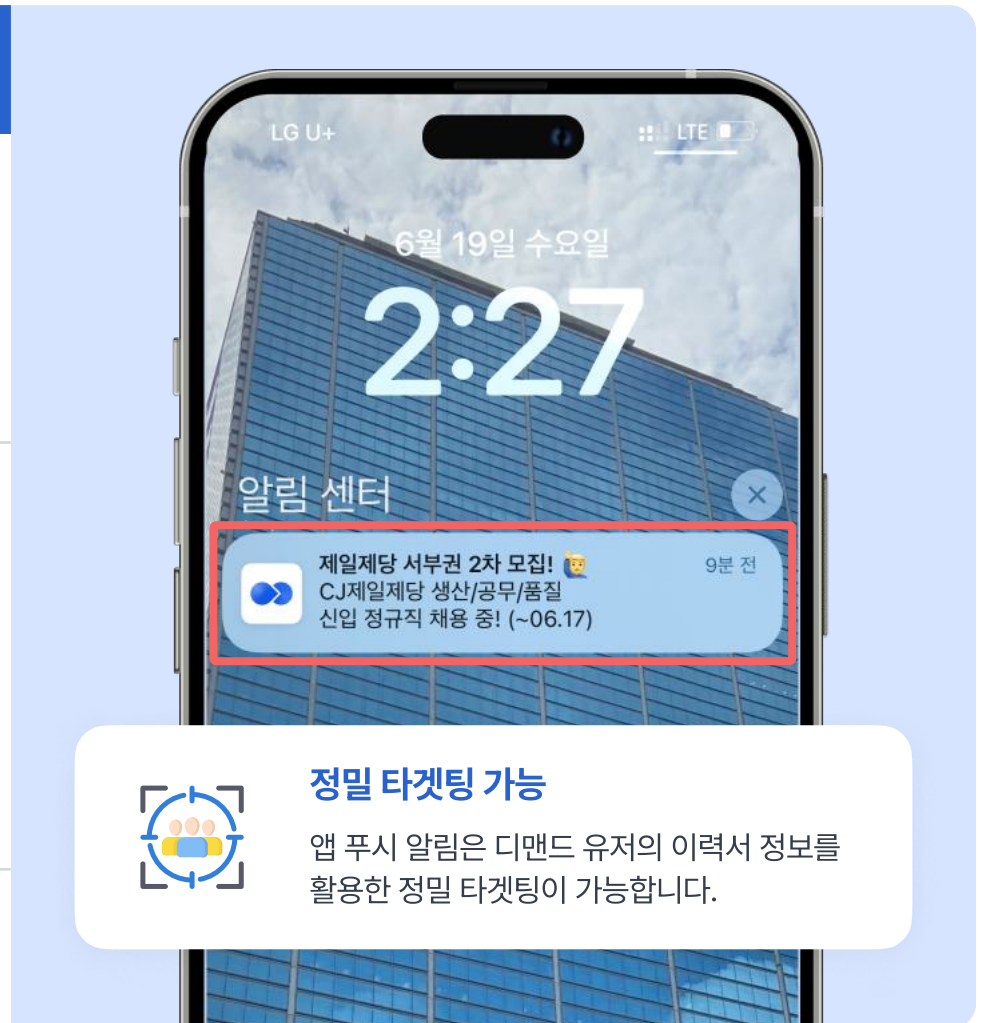 LG U+
LTE
6월 19일 수요일
2:27
알림 센터
제일제당 서부권 2차 모집! 🙋‍♂️
9분 전
CJ제일제당 생산/공무/품질
신입 정규직 채용 중! (~06.17)
정밀 타겟팅 가능
앱 푸시 알림은 디맨드 유저의 이력서 정보를
활용한 정밀 타겟팅이 가능합니다.